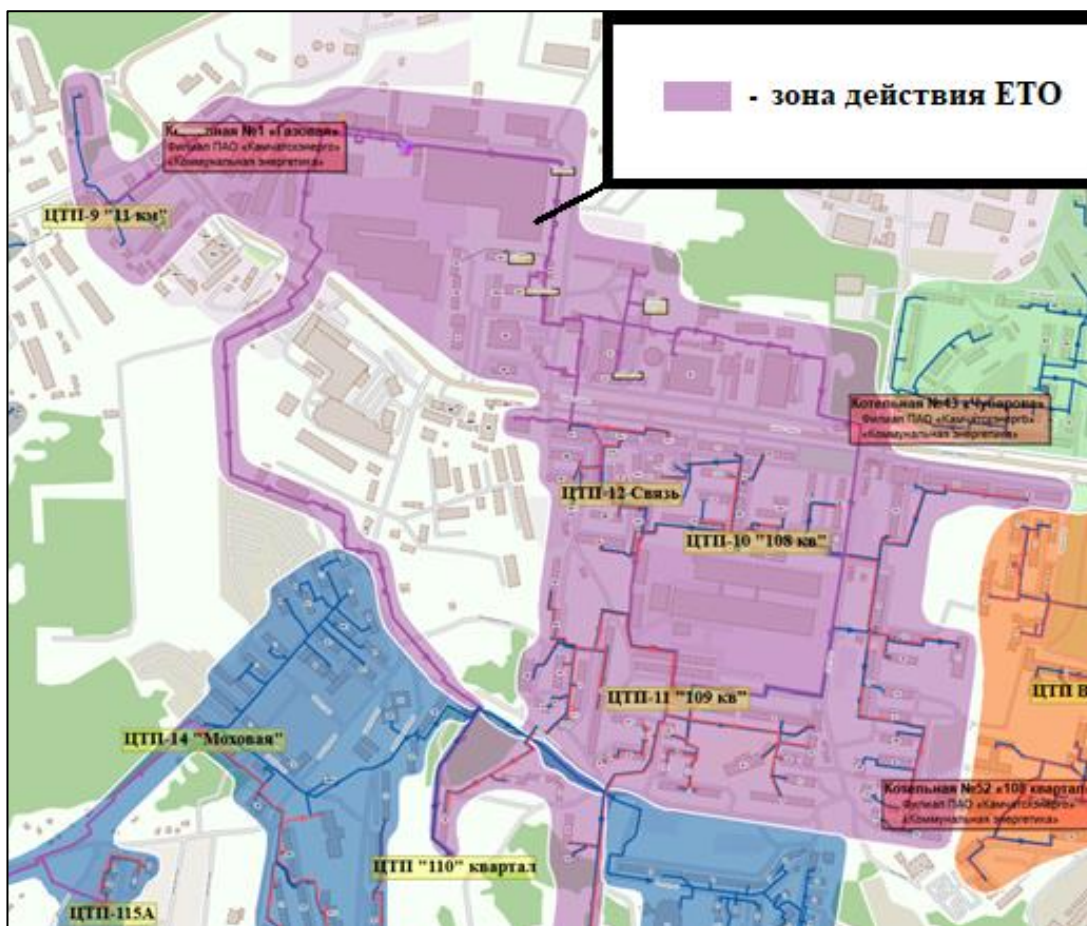 - зона действия ЕТО
Котельная №1 «Газовая»
Филиал ПАО «Камчатскэнерго»
«Коммунальная энергетика»
ЦТП-9 "11 км"
Котельная №43 «Чубарова»
Филиал ПАО «Камчатскэнерго»
«Коммунальная энергетика»
ЦТП-12 Связь
ЦТП-10 "108 кв"
ЦТП-11 "109 кв"
ЦТП В
ЦТП-14 "Моховая"
Котельная №52 «108 квартал
Филиал ПАО «Камчатскэнерго»
«Коммунальная энергетика»
ЦТП "110" квартал
ЦТП-115А